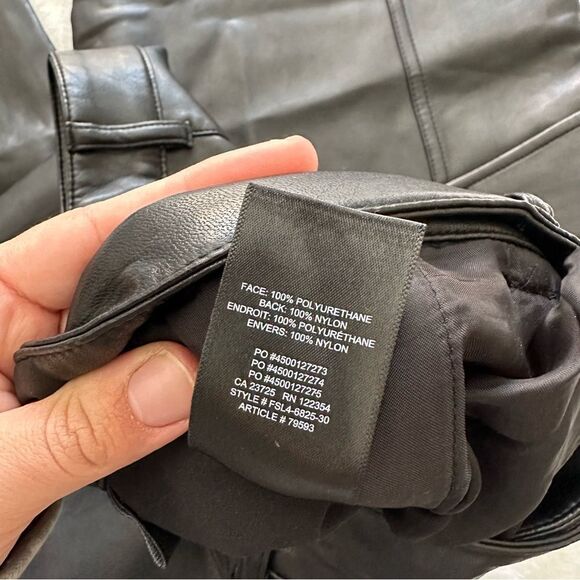 FACE: 100% POLYURETHANE
BACK: 100% NYLON
ENDROIT: 100% POLYURÉTHANE
ENVERS: 100% NYLON
PO #4500127273
PO #4500127274
PO #4500127275
CA 23725 RN 122354
STYLE # FSL4-6825-30
ARTICLE # 79593